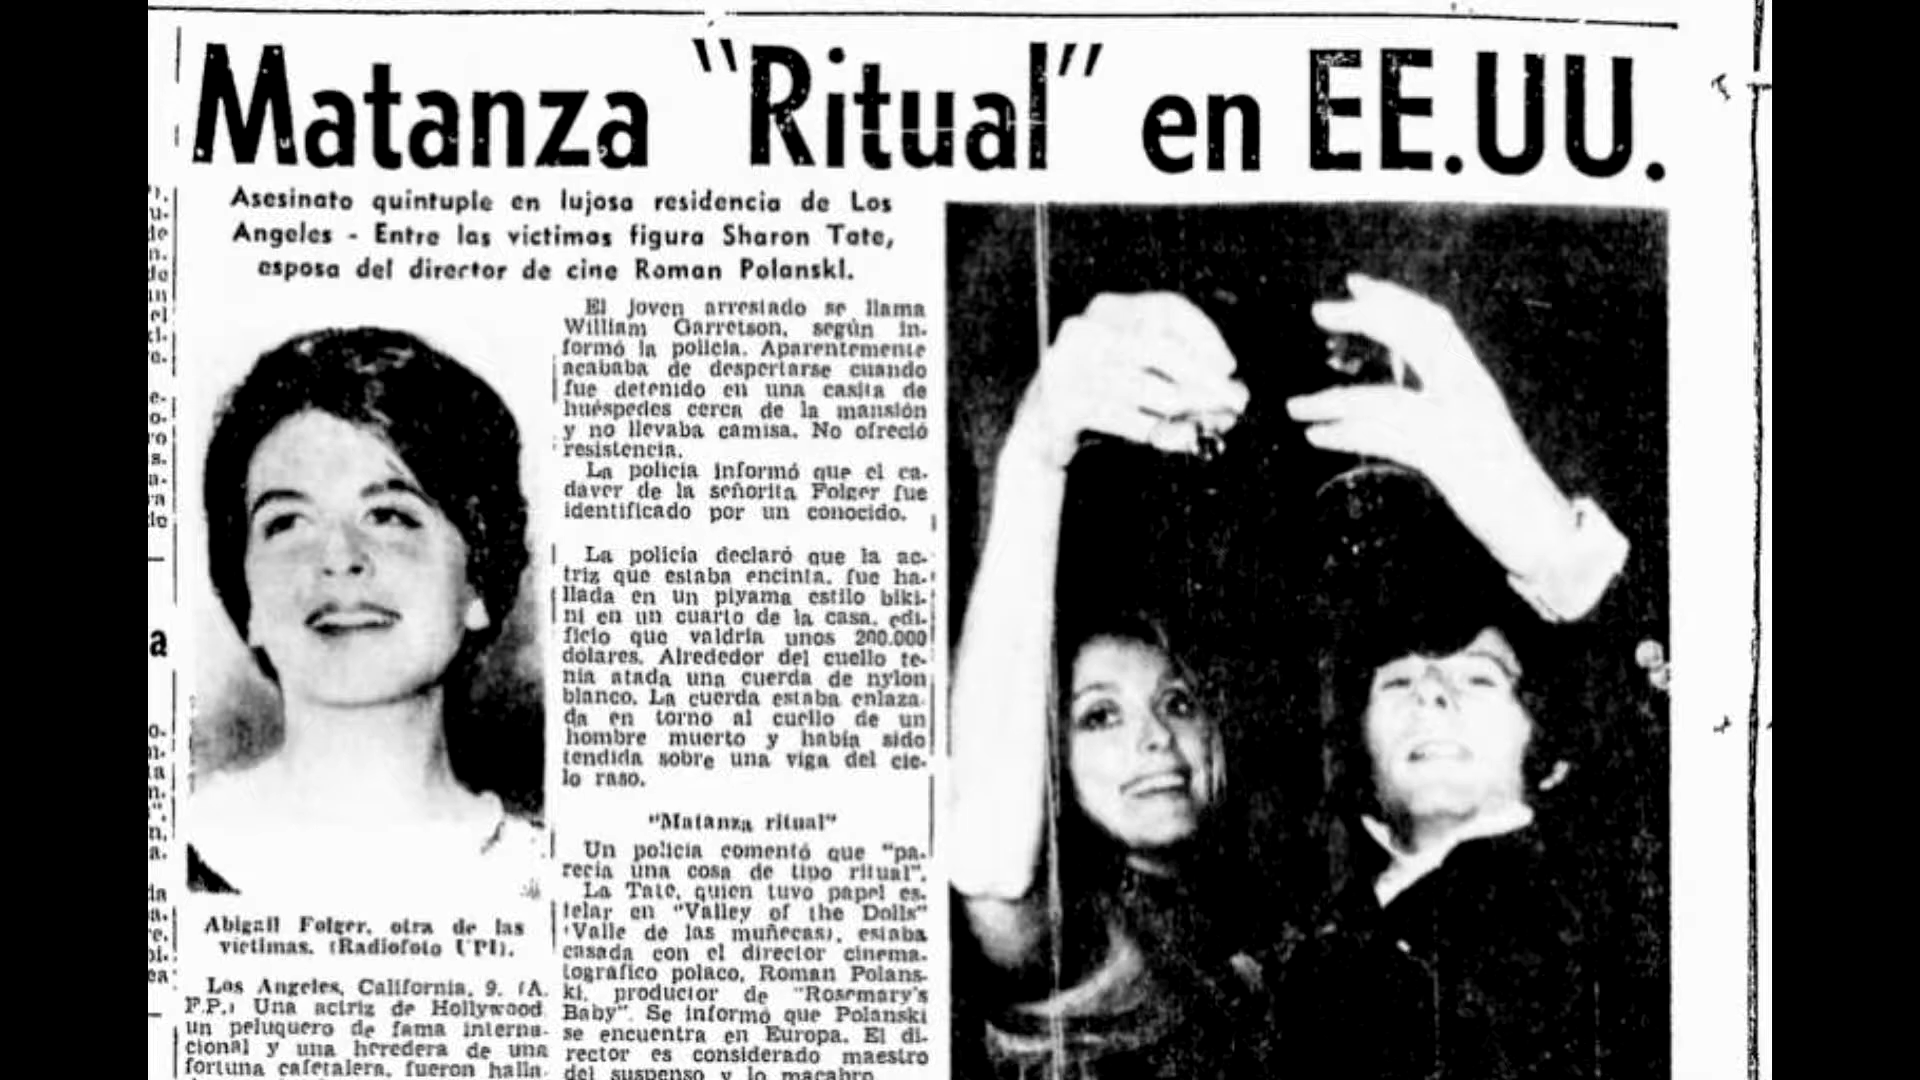 Matanza "Ritual" en EE.UU.
Asesinato quintuple en lujosa residencia de Los
Angeles - Entre las victimas figura Sharon Tate,
esposa del director de cine Roman Polanski.
Abigail Folger, otra de las
victimas. (Radiofoto UPI).
Los Angeles, California, 9. (A.
F.P.) Una actriz de Hollywood
un peluquero de fama interna-
cional y una heredera de una
fortuna cafetalera, fueron halla-
El joven arrestado se llama
William Garretson, según in-
formó la policía. Aparentemente
acababa de despertarse cuando
fue detenido en una casita de
huéspedes cerca de la mansión
y no llevaba camisa. No ofreció
resistencia.
La policía informó que el ca-
daver de la señorita Folger fue
identificado por un conocido.
La policía declaró que la ac-
triz que estaba encinta, fue ha-
llada en un piyama estilo biki-
ni en un cuarto de la casa, edi-
ficio que valdría unos 200.000
dólares. Alrededor del cuello te-
nía atada una cuerda de nylon
blanco. La cuerda estaba enlaza-
da en torno al cuello de un
hombre muerto y había sido
tendida sobre una viga del cie-
lo raso.
"Matanza ritual"
Un policía comentó que "pa-
recía una cosa de tipo ritual".
La Tate, quien tuvo papel es-
telar en "Valley of the Dolls"
(Valle de las muñecas), estaba
casada con el director cinema-
tográfico polaco, Roman Polans-
ki, productor de "Rosemary's
Baby". Se informó que Polanski
se encuentra en Europa. El di-
rector es considerado maestro
del suspenso y lo macabro.